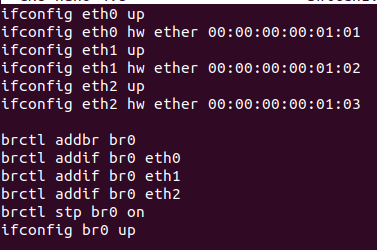 ifconfig eth0 up
ifconfig eth0 hw ether 00:00:00:00:01:01
ifconfig eth1 up
ifconfig eth1 hw ether 00:00:00:00:01:02
ifconfig eth2 up
ifconfig eth2 hw ether 00:00:00:00:01:03
brctl addbr br0
brctl addif br0 eth0
brctl addif br0 eth1
brctl addif br0 eth2
brctl stp br0 on
ifconfig br0 up